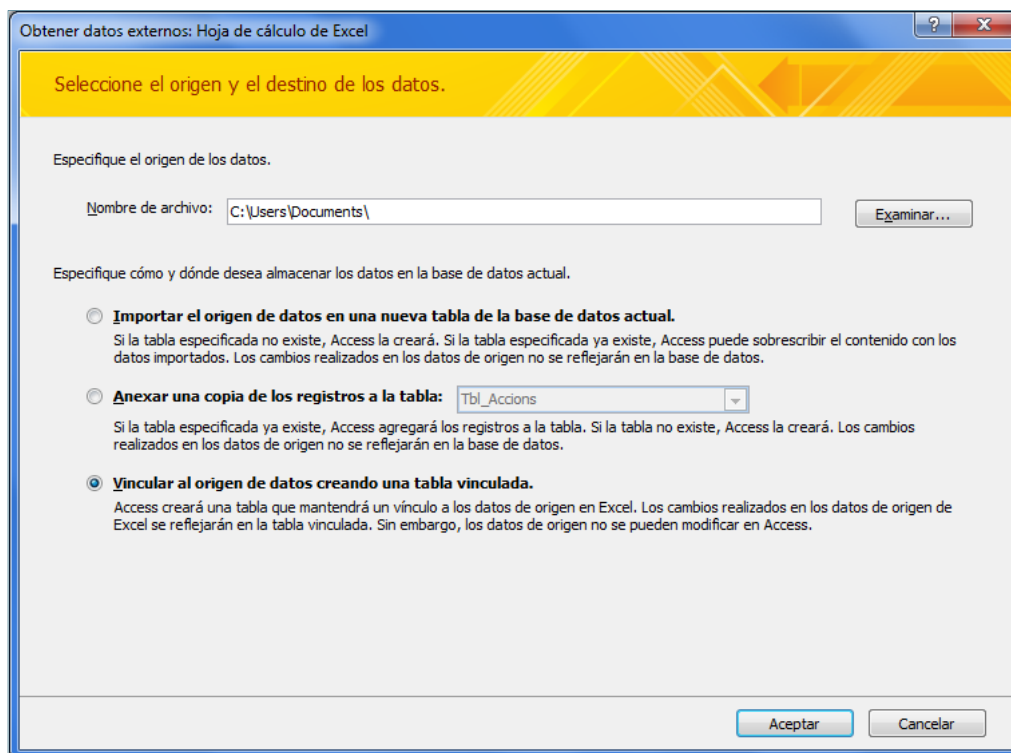 Obtener datos externos: Hoja de cálculo de Excel
Seleccione el origen y el destino de los datos.
Especifique el origen de los datos.
Nombre de archivo: C:\Users\Documents\ Examinar...
Especifique cómo y dónde desea almacenar los datos en la base de datos actual.
Importar el origen de datos en una nueva tabla de la base de datos actual.
Si la tabla especificada no existe, Access la creará. Si la tabla especificada ya existe, Access puede sobrescribir el contenido con los
datos importados. Los cambios realizados en los datos de origen no se reflejarán en la base de datos.
Anexar una copia de los registros a la tabla: Tbl_Accions
Si la tabla especificada ya existe, Access agregará los registros a la tabla. Si la tabla no existe, Access la creará. Los cambios
realizados en los datos de origen no se reflejarán en la base de datos.
Vincular al origen de datos creando una tabla vinculada.
Access creará una tabla que mantendrá un vínculo a los datos de origen en Excel. Los cambios realizados en los datos de origen de
Excel se reflejarán en la tabla vinculada. Sin embargo, los datos de origen no se pueden modificar en Access.
Aceptar Cancelar